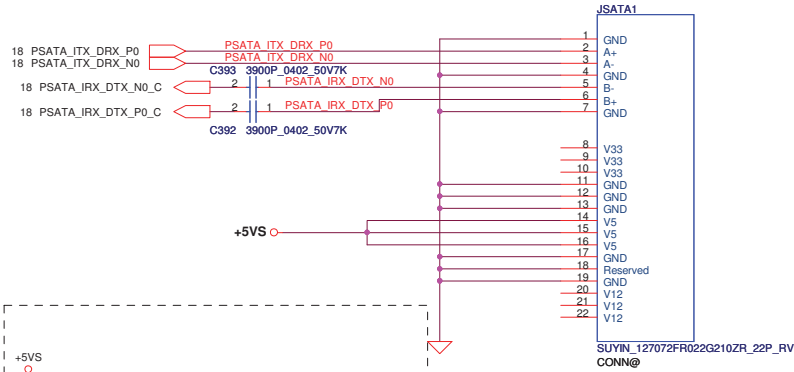 JSATA1
18 PSATA_ITX_DRX_P0 PSATA_ITX_DRX_P0
18 PSATA_ITX_DRX_N0 PSATA_ITX_DRX_N0
C393 3900P_0402_50V7K
18 PSATA_IRX_DTX_N0_C 2 1 PSATA_IRX_DTX_N0
18 PSATA_IRX_DTX_P0_C 2 1 PSATA_IRX_DTX_P0
C392 3900P_0402_50V7K
1 GND
2 A+
3 A-
4 GND
5 B-
6 B+
7 GND
8 V33
9 V33
10 V33
11 GND
12 GND
13 GND
14 V5
+5VS 15 V5
16 V5
17 GND
18 Reserved
19 GND
20 V12
21 V12
22 V12
SUYIN_127072FR022G210ZR_22P_RV
CONN@
+5VS